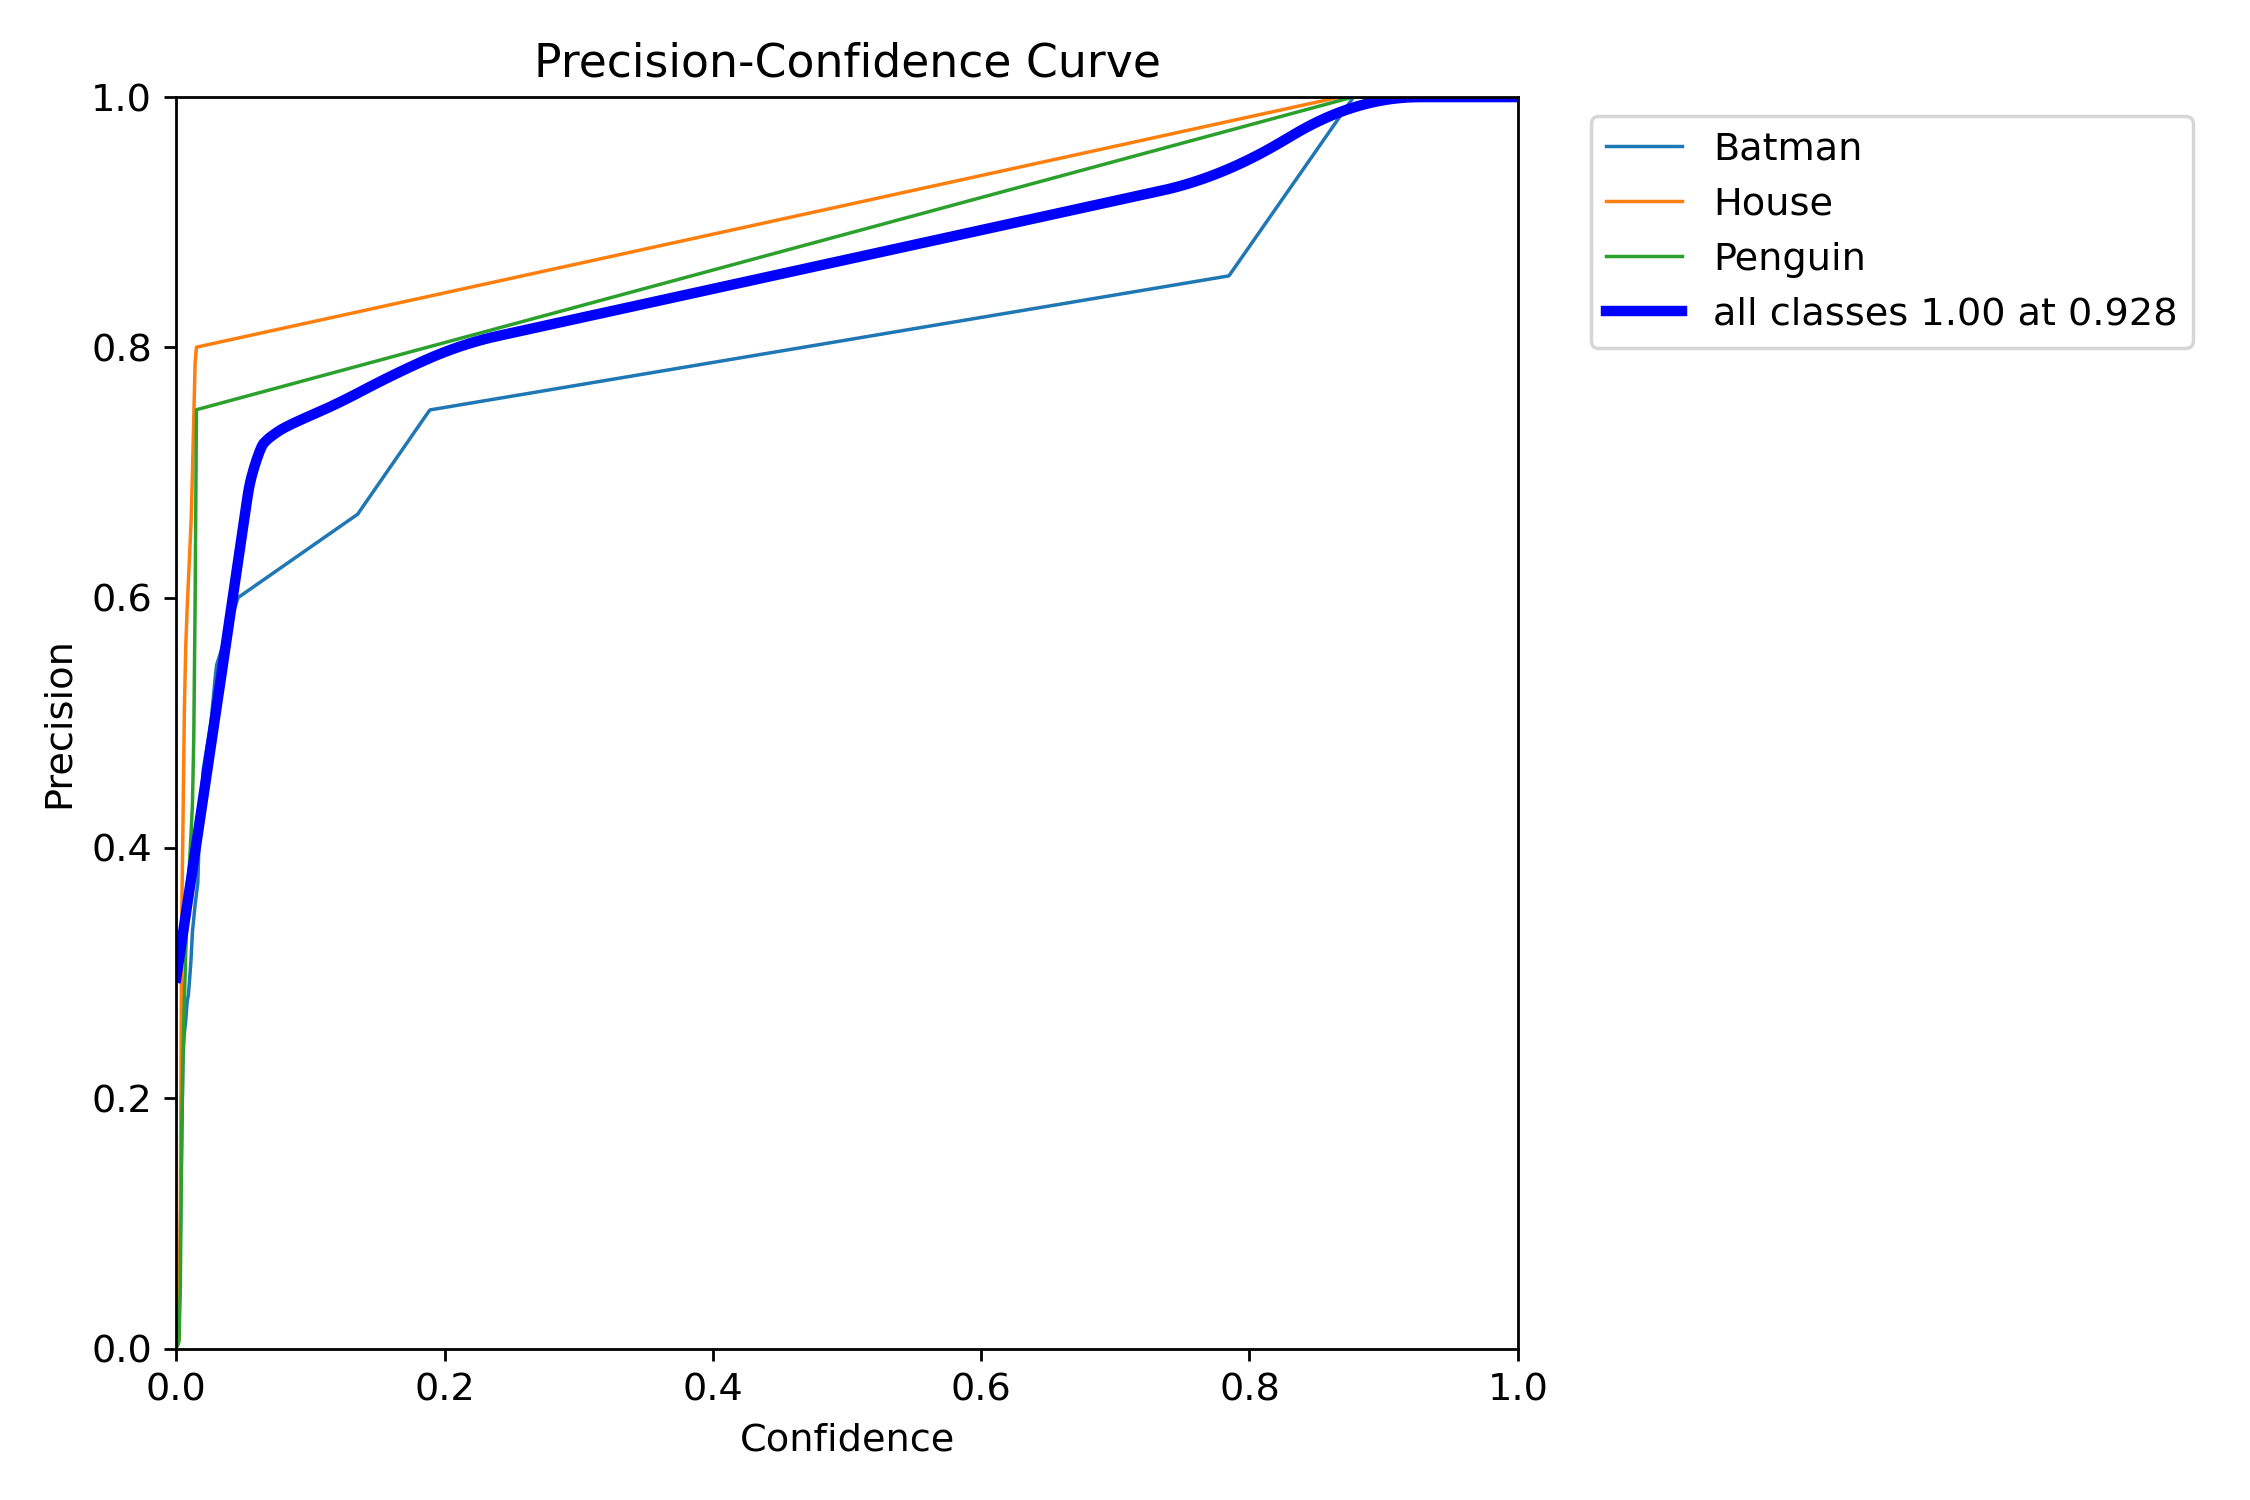 Precision-Confidence Curve
1.0
0.8
0.6
0.4
0.2
0.0
Precision
0.0 0.2 0.4 0.6 0.8 1.0
Confidence
Batman
House
Penguin
all classes 1.00 at 0.928